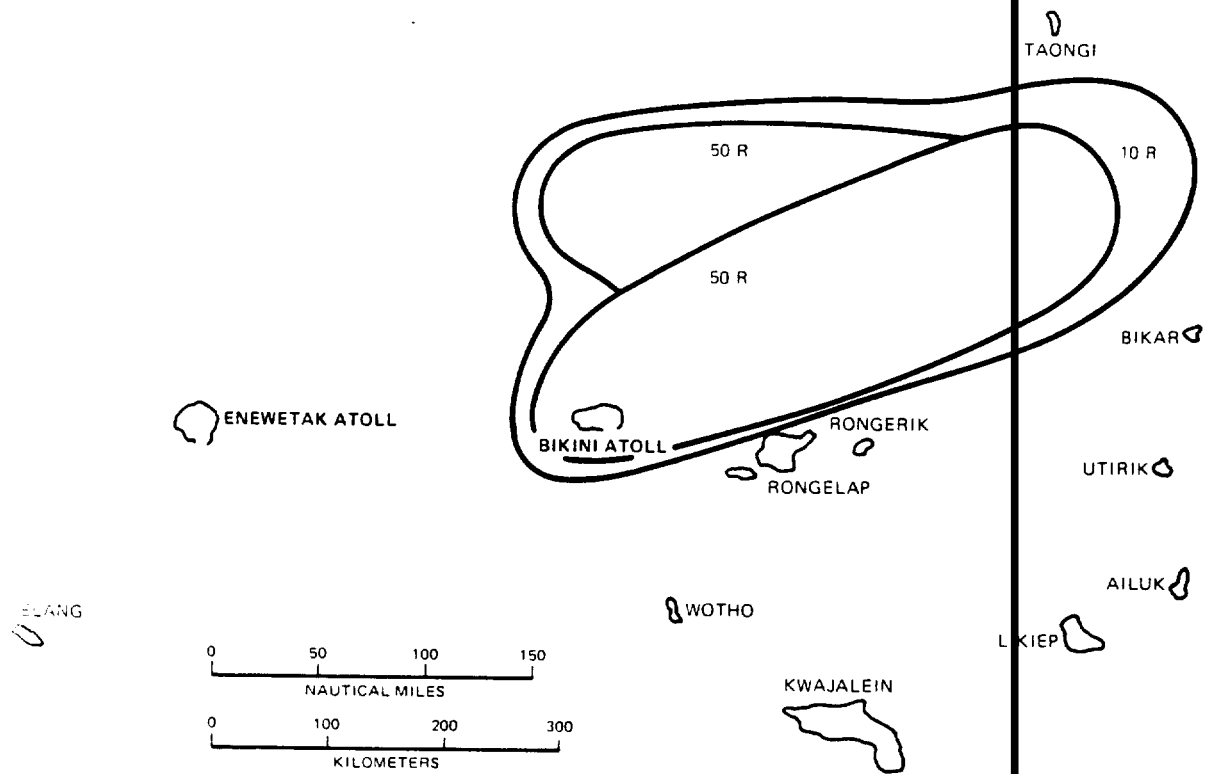 TAONGI
50 R
10 R
50 R
BIKAR
ENEWETAK ATOLL
RONGERIK
BIKINI ATOLL
UTIRIK
RONGELAP
AILUK
WOTHO
L KIEP
0 50 100 150
NAUTICAL MILES
KWAJALEIN
0 100 200 300
KILOMETERS